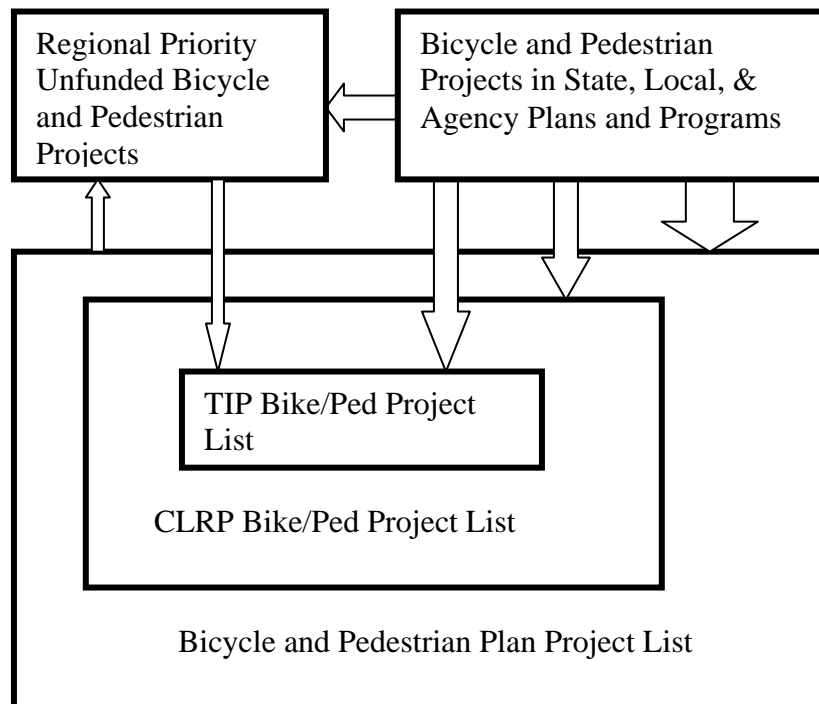 Regional Priority
Unfunded Bicycle
and Pedestrian
Projects
Bicycle and Pedestrian
Projects in State, Local, &
Agency Plans and Programs
TIP Bike/Ped Project
List
CLRP Bike/Ped Project List
Bicycle and Pedestrian Plan Project List